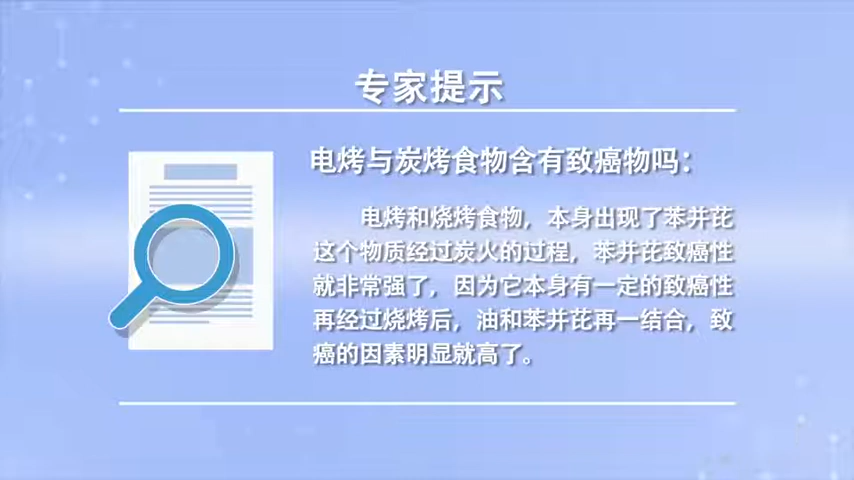 专家提示
电烤与炭烤食物含有致癌物吗：
电烤和烧烤食物，本身出现了苯并芘
这个物质经过炭火的过程，苯并芘致癌性
就非常强了，因为它本身有一定的致癌性
再经过烧烤后，油和苯并芘再一结合，致
癌的因素明显就高了。